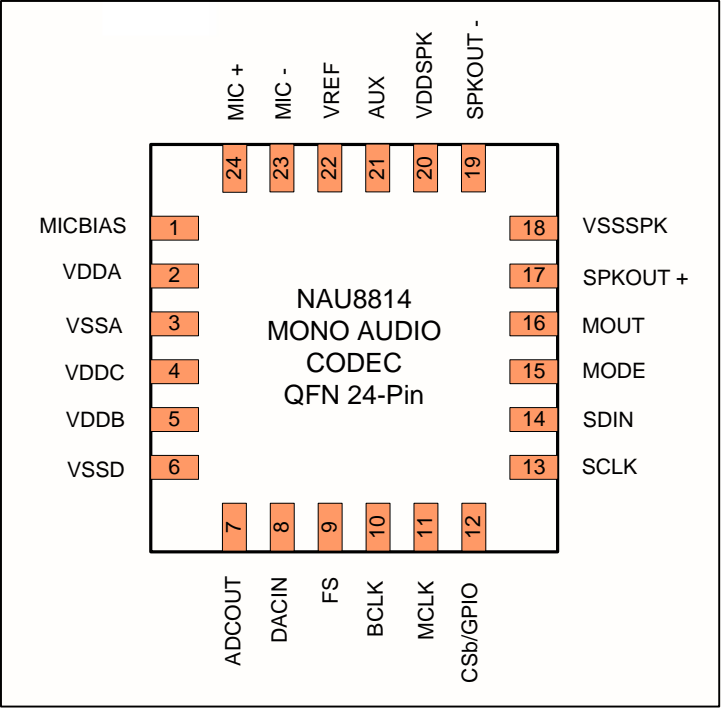 MIC +
MIC -
VREF
AUX
VDDSPK
SPKOUT -
24
23
22
21
20
19
MICBIAS 1
VDDA 2
VSSA 3
VDDC 4
VDDB 5
VSSD 6
NAU8814
MONO AUDIO
CODEC
QFN 24-Pin
18 VSSSPK
17 SPKOUT +
16 MOUT
15 MODE
14 SDIN
13 SCLK
7
8
9
10
11
12
ADCOUT
DACIN
FS
BCLK
MCLK
CSb/GPIO